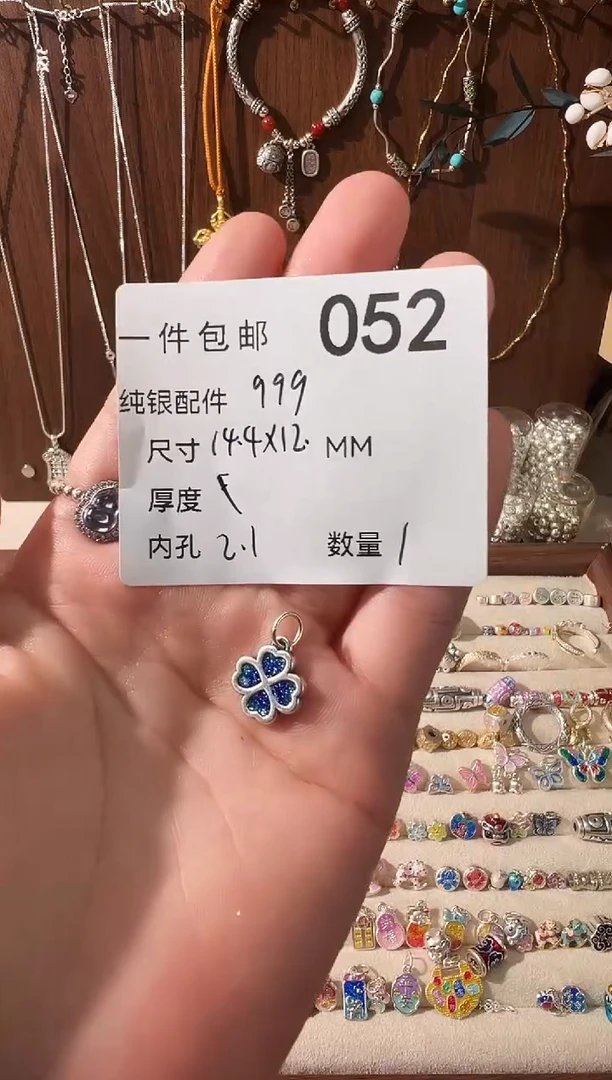 一件包邮 052
纯银配件 999
尺寸 14.4X12. MM
厚度
内孔 2.1 数量 1